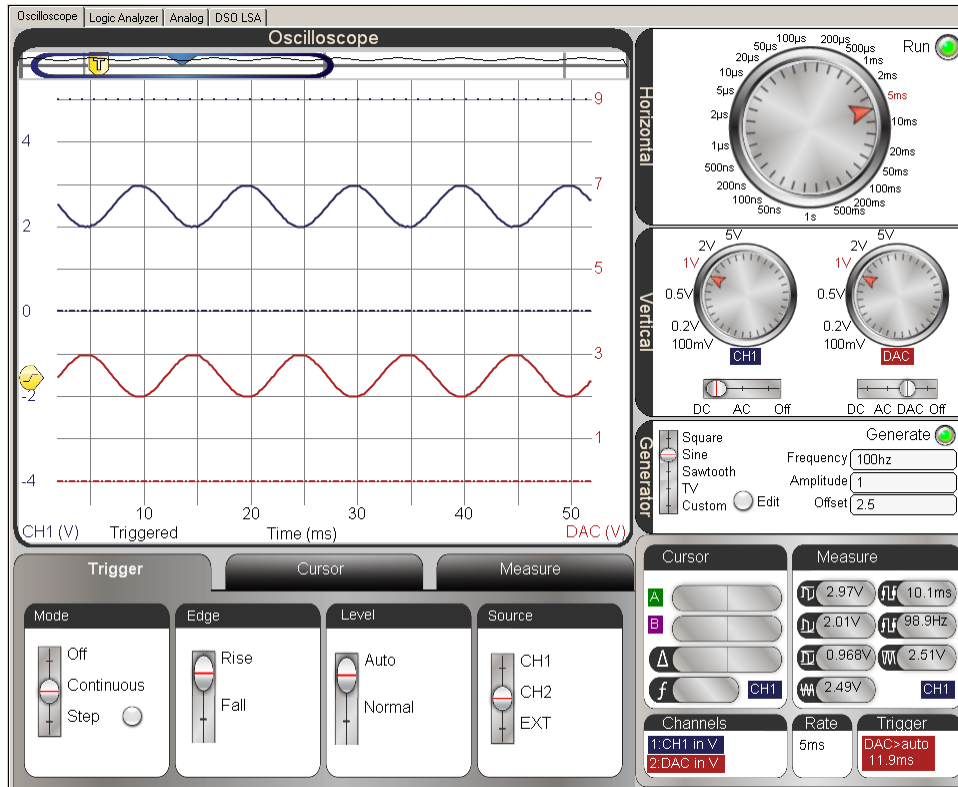 Oscilloscope Logic Analyzer Analog DSO LSA
Oscilloscope
T
9
4
7
2
5
0
3
-2
1
-4
10 20 30 40 50
CH1 (V) Triggered Time (ms) DAC (V)
Horizontal
Run
50ns
100ns
200ns
500ns
1µs
2µs
5µs
10µs
20µs
50µs
100µs
200µs
500µs
1ms
2ms
5ms
10ms
20ms
50ms
100ms
200ms
500ms
1s
Vertical
5V
2V
1V
0.5V
0.2V
100mV
CH1
DC AC Off
5V
2V
1V
0.5V
0.2V
100mV
DAC
DC AC DAC Off
Generator
Square
Sine
Sawtooth
TV
Custom
Edit
Generate
Frequency 100hz
Amplitude 1
Offset 2.5
Trigger Cursor Measure
Mode
Off
Continuous
Step
Edge
Rise
Fall
Level
Auto
Normal
Source
CH1
CH2
EXT
Cursor
A
B
Δ
f CH1
Measure
2.97V 10.1ms
2.01V 98.9Hz
0.968V 2.51V
2.49V CH1
Channels
1:CH1 in V
2:DAC in V
Rate
5ms
Trigger
DAC>auto
11.9ms